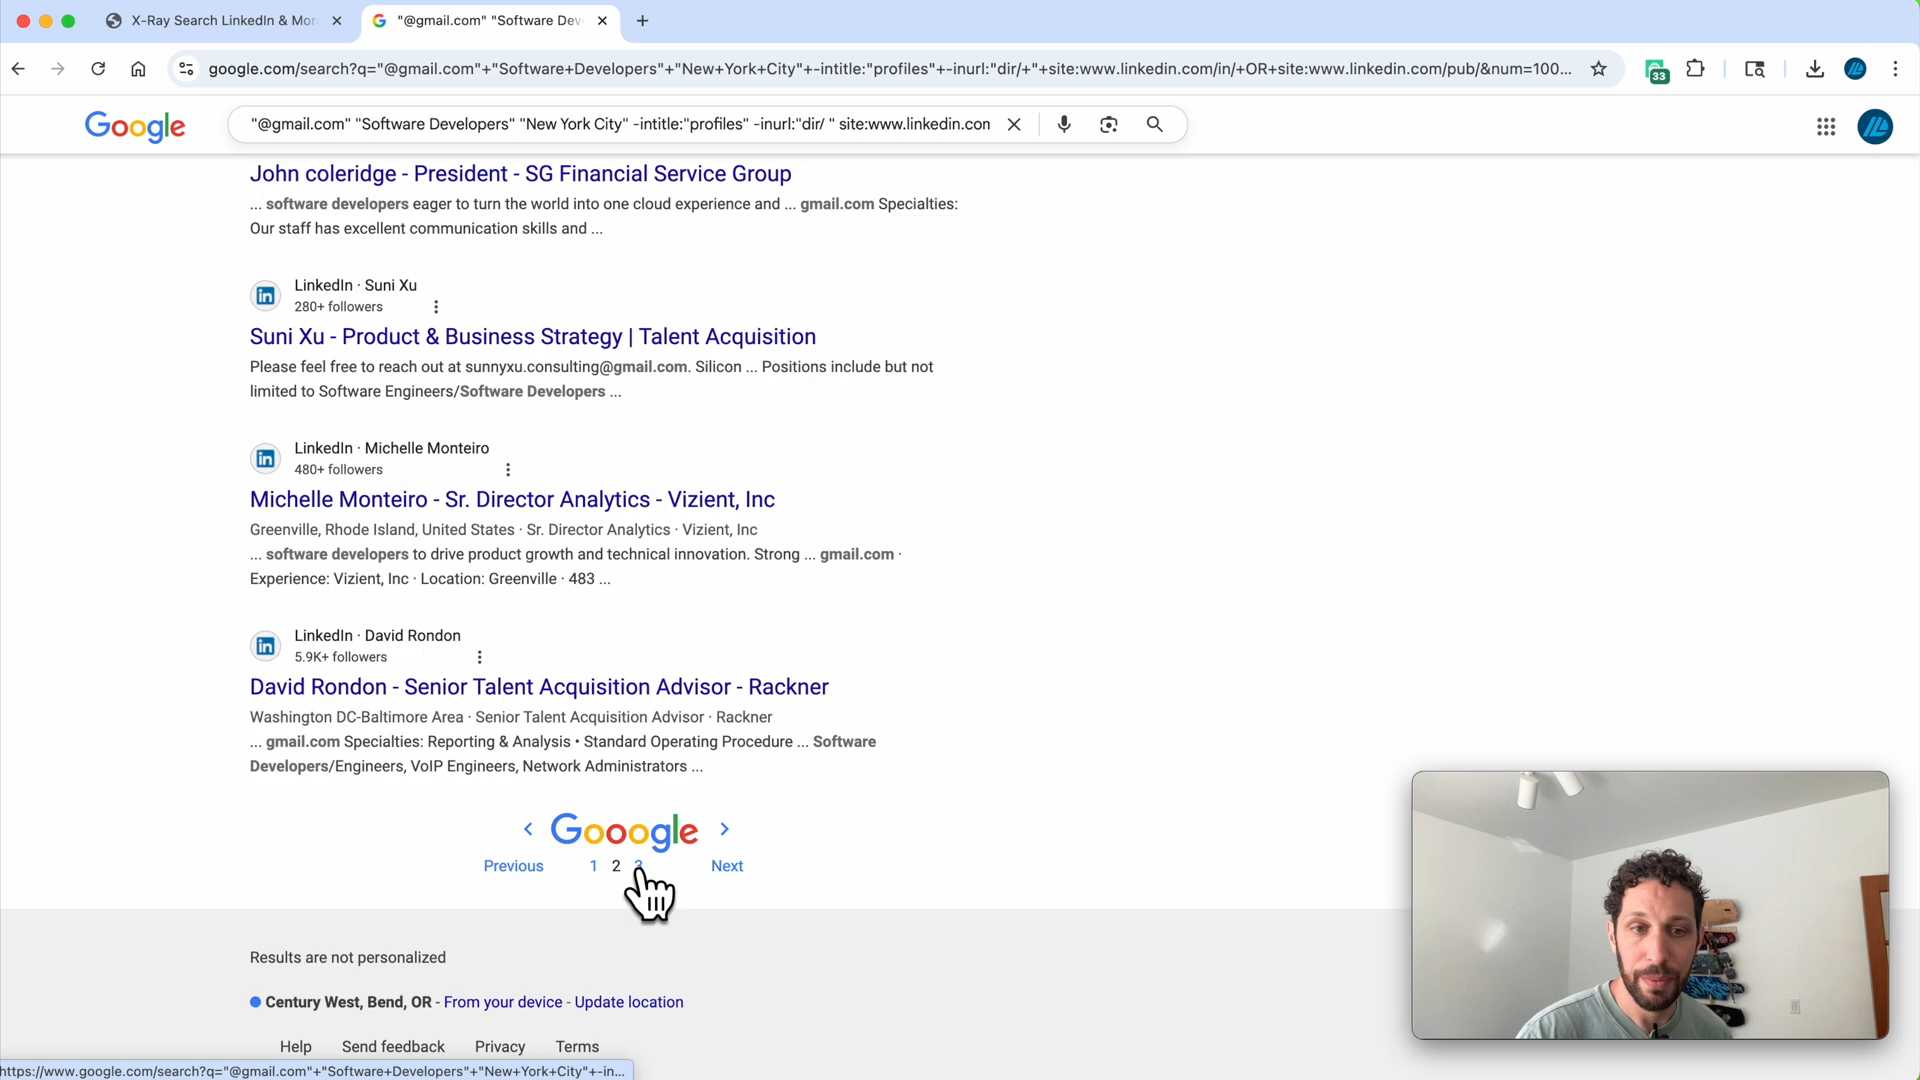 X-Ray Search LinkedIn & Mor
"@gmail.com" "Software Dev
google.com/search?q="@gmail.com"+"Software+Developers"+"New+York+City"+-intitle:"profiles"+-inurl:"dir/+"+site:www.linkedin.com/in/+OR+site:www.linkedin.com/pub/&num=100...
33
Google
"@gmail.com" "Software Developers" "New York City" -intitle:"profiles" -inurl:"dir/ " site:www.linkedin.con
John coleridge - President - SG Financial Service Group
... software developers eager to turn the world into one cloud experience and ... gmail.com Specialties:
Our staff has excellent communication skills and ...
in
LinkedIn · Suni Xu
280+ followers
Suni Xu - Product & Business Strategy | Talent Acquisition
Please feel free to reach out at sunnyxu.consulting@gmail.com. Silicon ... Positions include but not
limited to Software Engineers/Software Developers ...
in
LinkedIn · Michelle Monteiro
480+ followers
Michelle Monteiro - Sr. Director Analytics - Vizient, Inc
Greenville, Rhode Island, United States · Sr. Director Analytics · Vizient, Inc
... software developers to drive product growth and technical innovation. Strong ... gmail.com ·
Experience: Vizient, Inc · Location: Greenville · 483 ...
in
LinkedIn · David Rondon
5.9K+ followers
David Rondon - Senior Talent Acquisition Advisor - Rackner
Washington DC-Baltimore Area · Senior Talent Acquisition Advisor · Rackner
... gmail.com Specialties: Reporting & Analysis • Standard Operating Procedure ... Software
Developers/Engineers, VoIP Engineers, Network Administrators ...
< Gooogle >
Previous 1 2 3 Next
Results are not personalized
Century West, Bend, OR - From your device - Update location
Help Send feedback Privacy Terms
https://www.google.com/search?q="@gmail.com"+"Software+Developers"+"New+York+City"+-in...